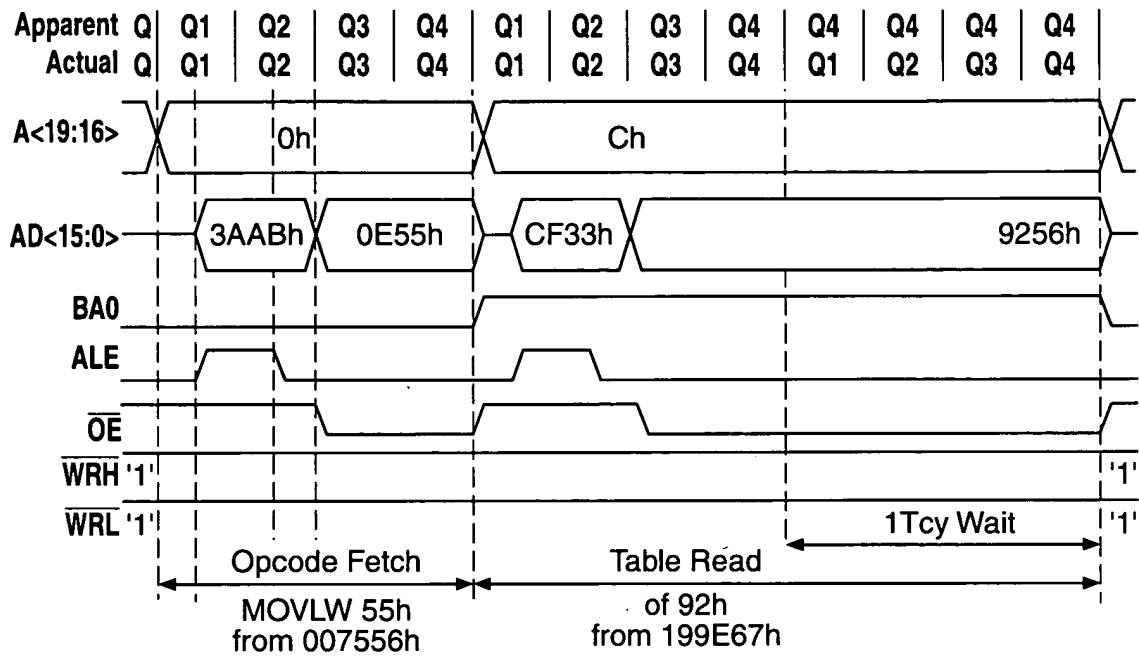 Apparent Q Q1 Q2 Q3 Q4 Q1 Q2 Q3 Q4 Q4 Q4 Q4 Q4
Actual Q Q1 Q2 Q3 Q4 Q1 Q2 Q3 Q4 Q1 Q2 Q3 Q4
A<19:16> 0h Ch
AD<15:0> 3AABh 0E55h CF33h 9256h
BA0
ALE
OE
WRH '1' '1'
WRL '1' '1'
1Tcy Wait
Opcode Fetch Table Read
MOVLW 55h of 92h
from 007556h from 199E67h